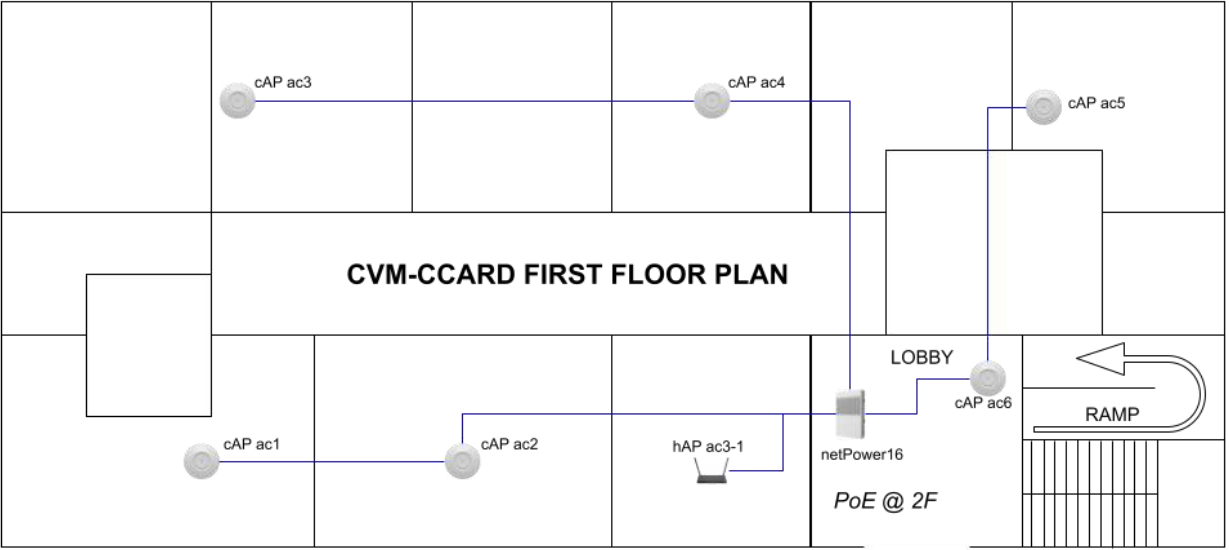 cAP ac3
cAP ac4
cAP ac5
CVM-CCARD FIRST FLOOR PLAN
LOBBY
cAP ac6
RAMP
cAP ac1
cAP ac2
hAP ac3-1
netPower16
PoE @ 2F